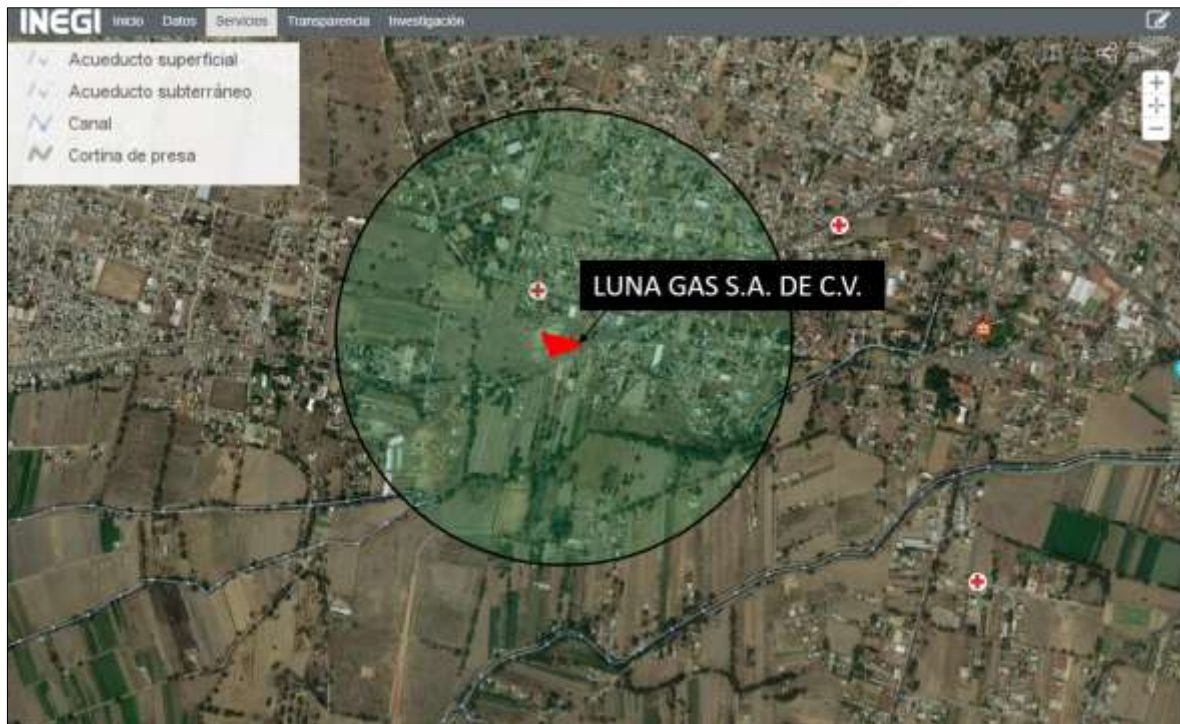 INEGI Inicio Datos Servicios Transparencia Investigación
Acueducto superficial
Acueducto subterráneo
Canal
Cortina de presa
LUNA GAS S.A. DE C.V.